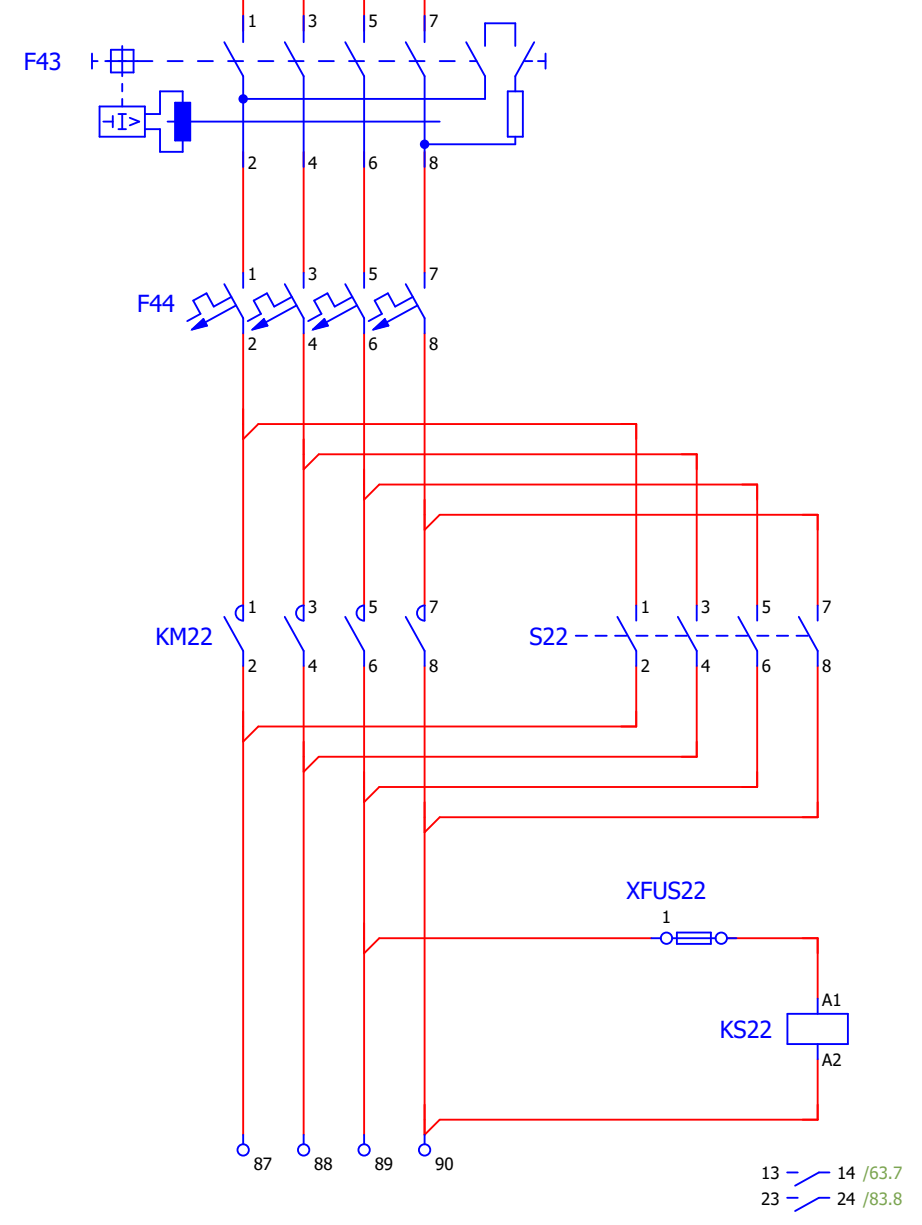 1 3 5 7
F43
I>
2 4 6 8
1 3 5 7
F44
2 4 6 8
1 3 5 7 1 3 5 7
KM22 S22
2 4 6 8 2 4 6 8
XFUS22
1
A1
KS22
A2
87 88 89 90
13 14 /63.7
23 24 /83.8